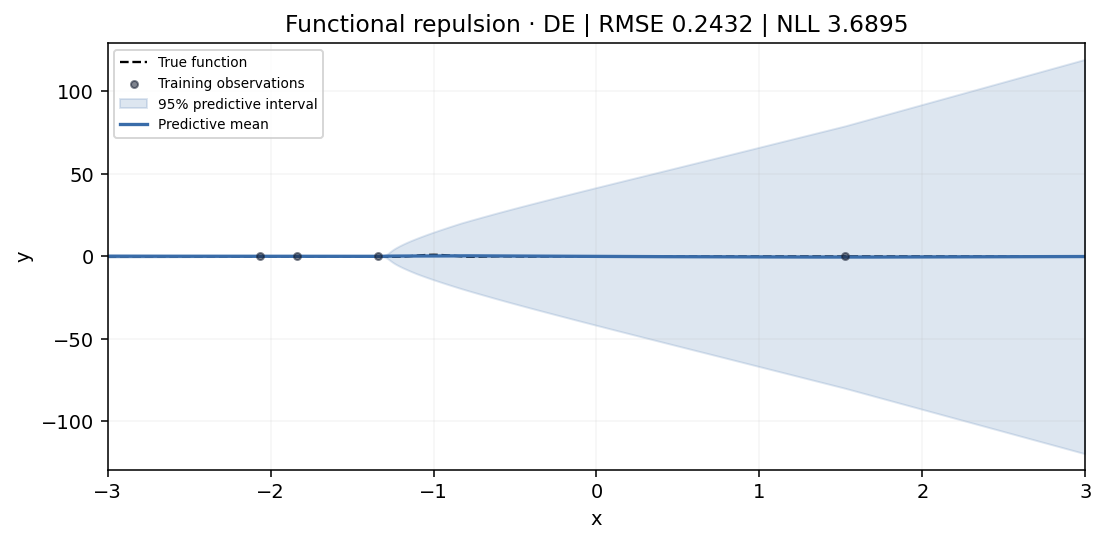 Functional repulsion · DE | RMSE 0.2432 | NLL 3.6895
True function
Training observations
95% predictive interval
Predictive mean
100
50
0
−50
−100
y
−3
−2
−1
0
1
2
3
x